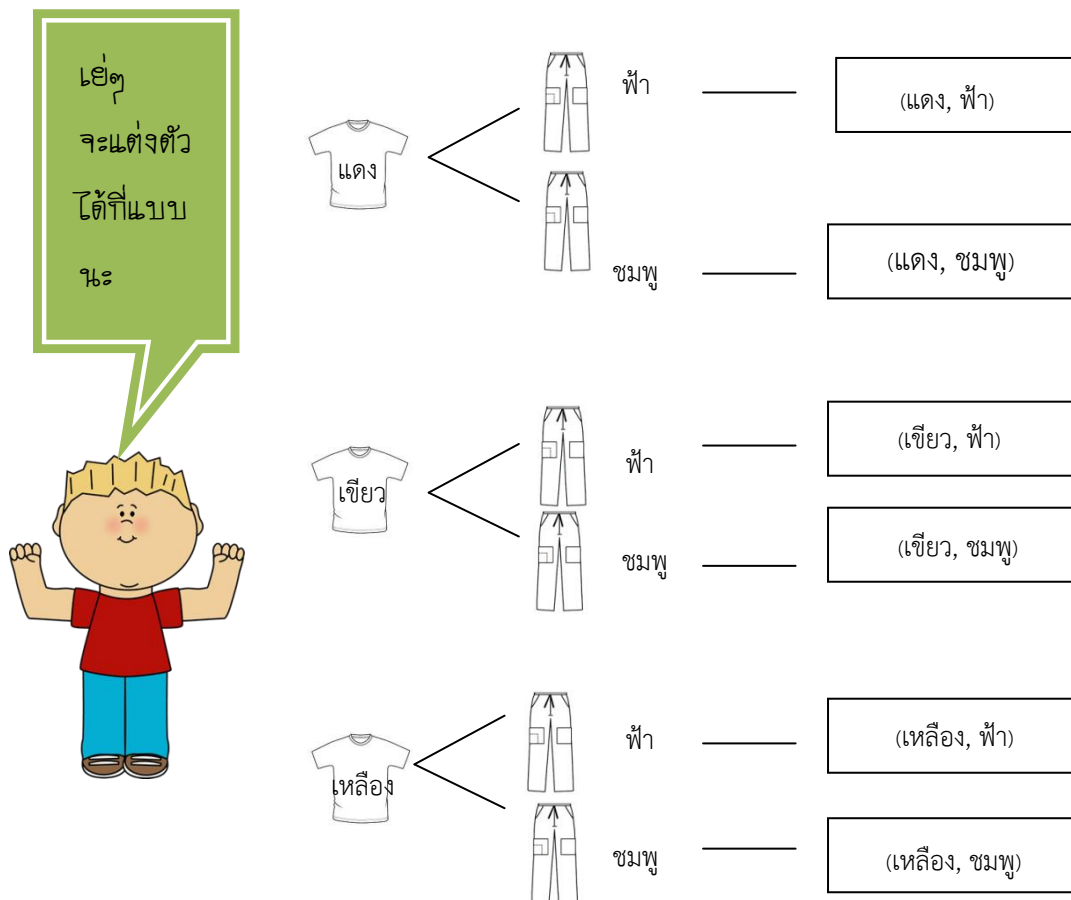 เย่ๆ
จะแต่งตัว
ได้กี่แบบ
นะ
แดง
ฟ้า
(แดง, ฟ้า)
ชมพู
(แดง, ชมพู)
เขียว
ฟ้า
(เขียว, ฟ้า)
ชมพู
(เขียว, ชมพู)
เหลือง
ฟ้า
(เหลือง, ฟ้า)
ชมพู
(เหลือง, ชมพู)